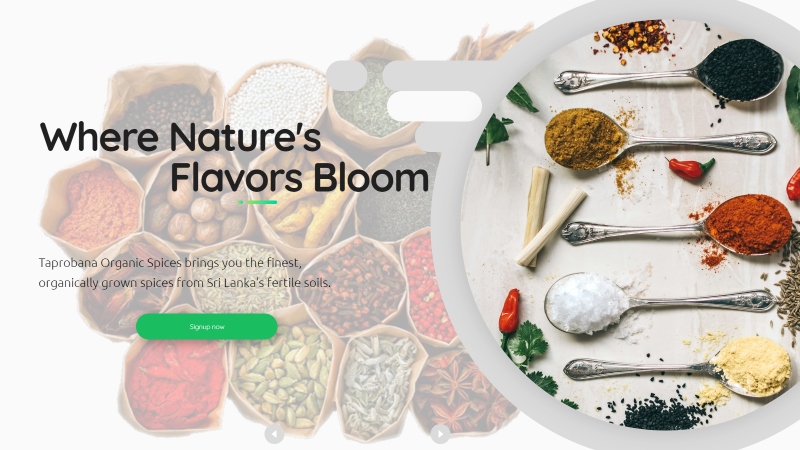 Where Nature's
Flavors Bloom
Taprobana Organic Spices brings you the finest,
organically grown spices from Sri Lanka's fertile soils.
Signup now